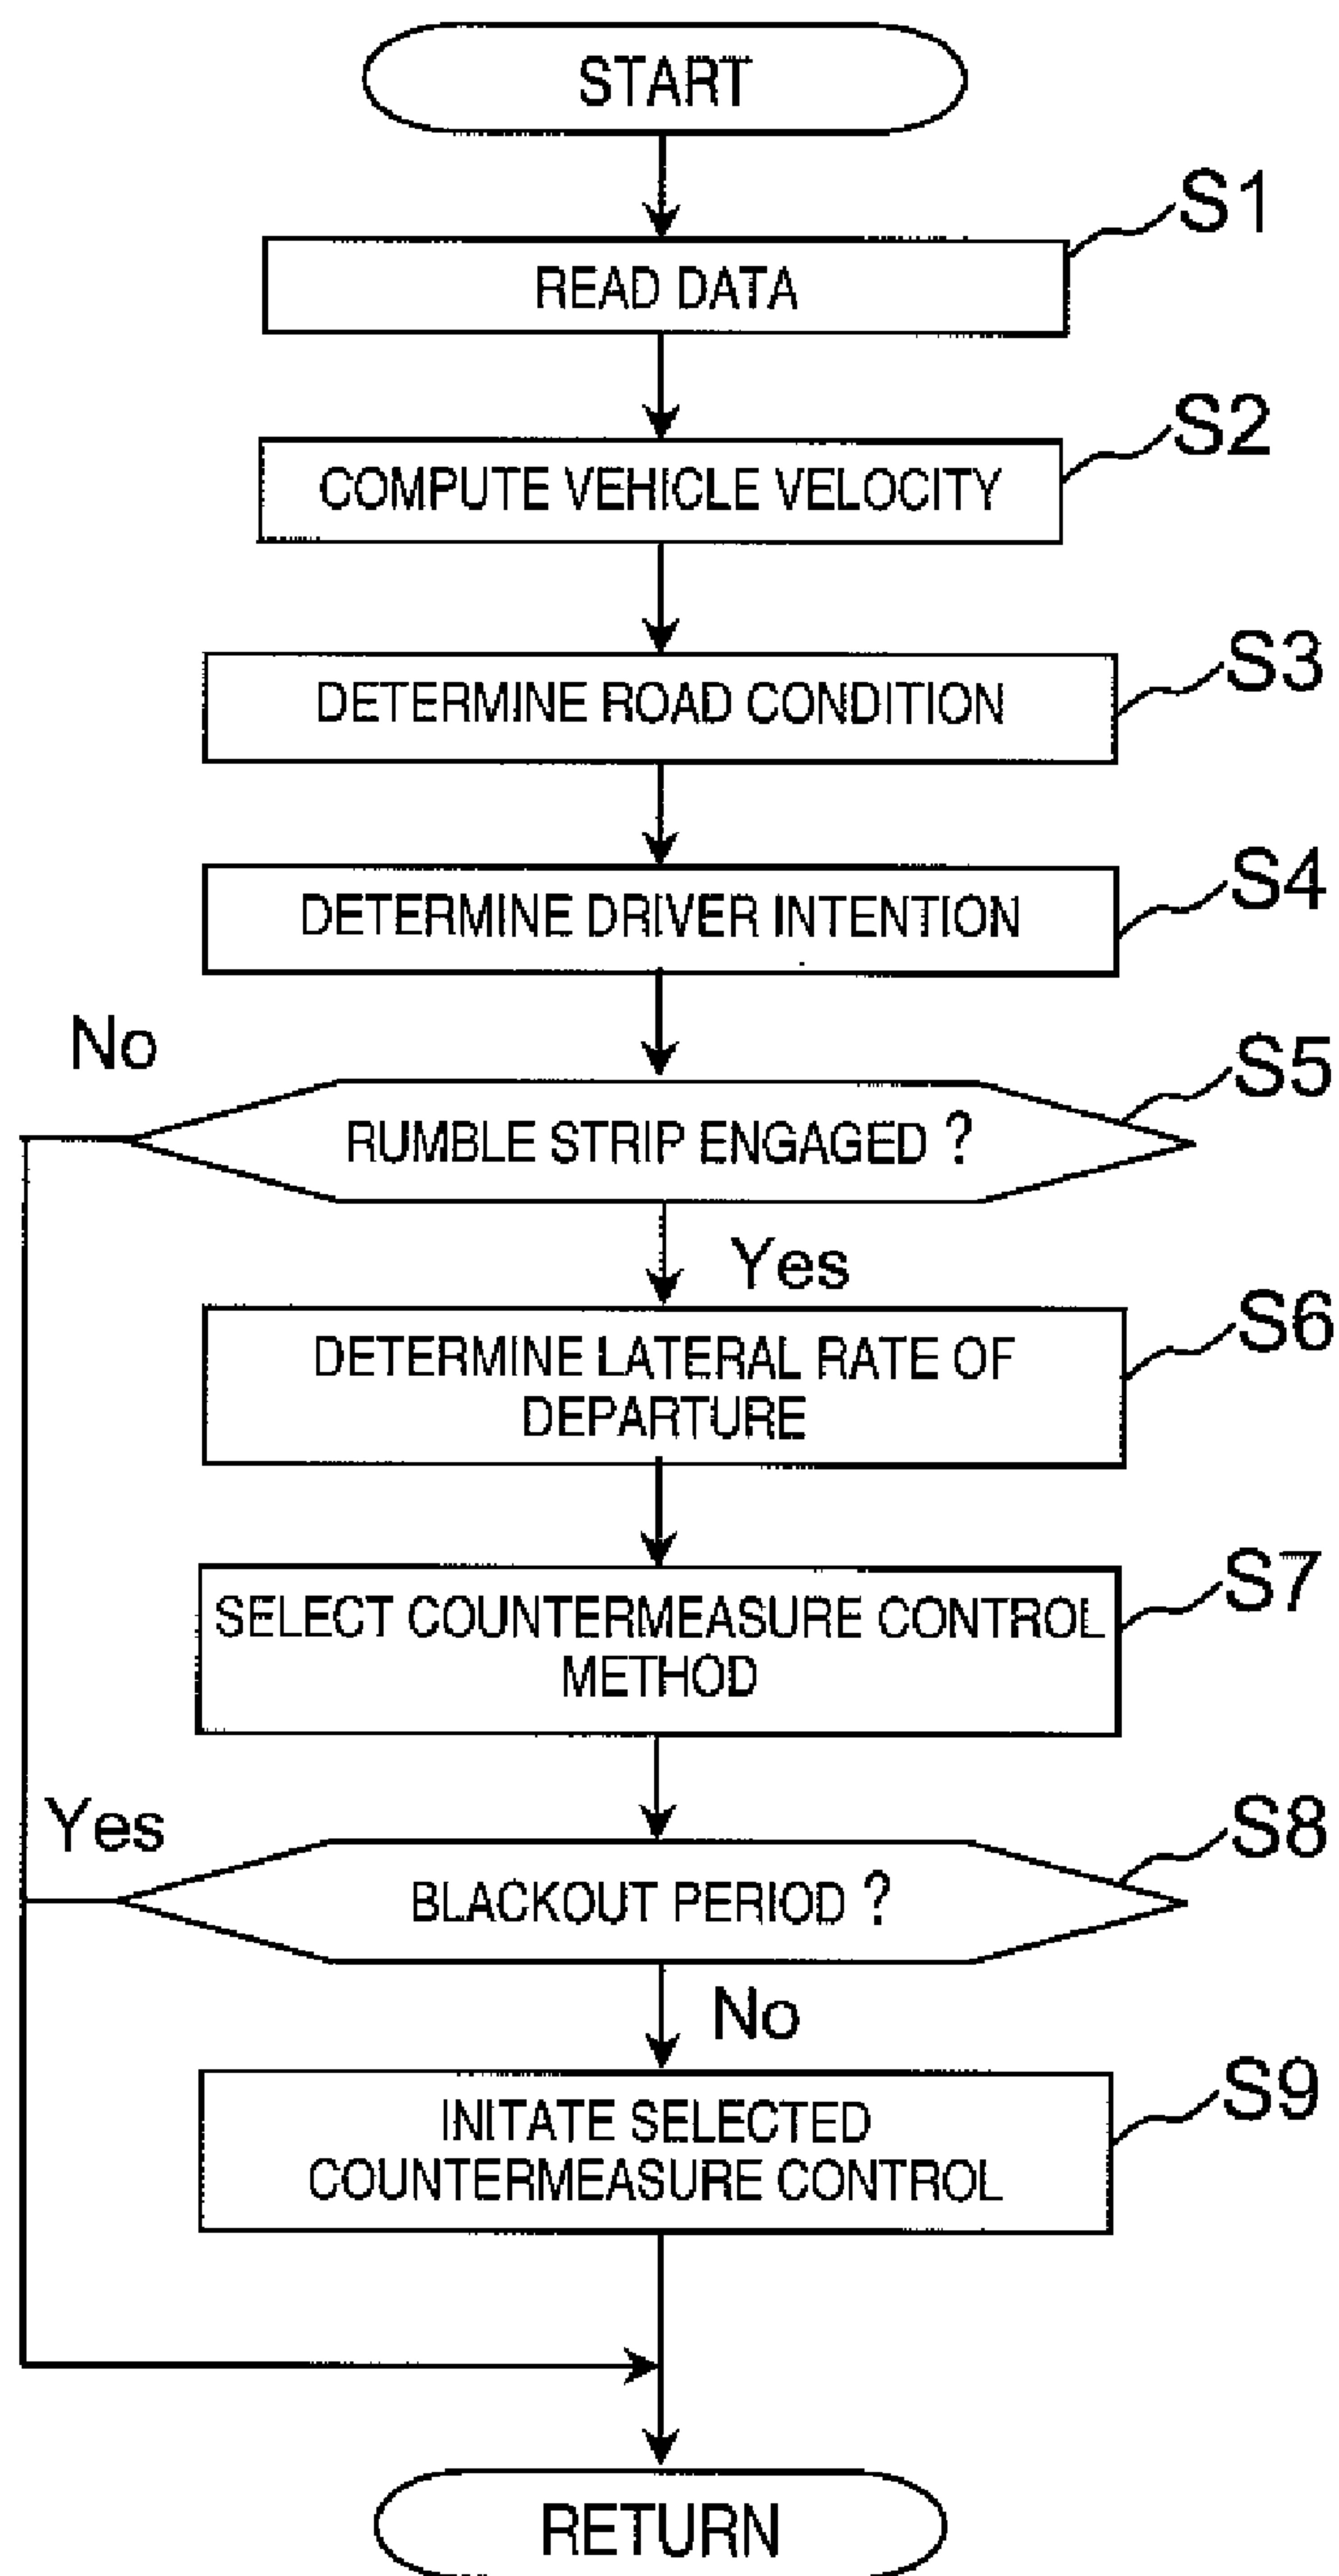 START
S1
READ DATA
S2
COMPUTE VEHICLE VELOCITY
S3
DETERMINE ROAD CONDITION
S4
DETERMINE DRIVER INTENTION
No
S5
RUMBLE STRIP ENGAGED ?
Yes
S6
DETERMINE LATERAL RATE OF
DEPARTURE
S7
SELECT COUNTERMEASURE CONTROL
METHOD
Yes
S8
BLACKOUT PERIOD ?
No
S9
INITATE SELECTED
COUNTERMEASURE CONTROL
RETURN